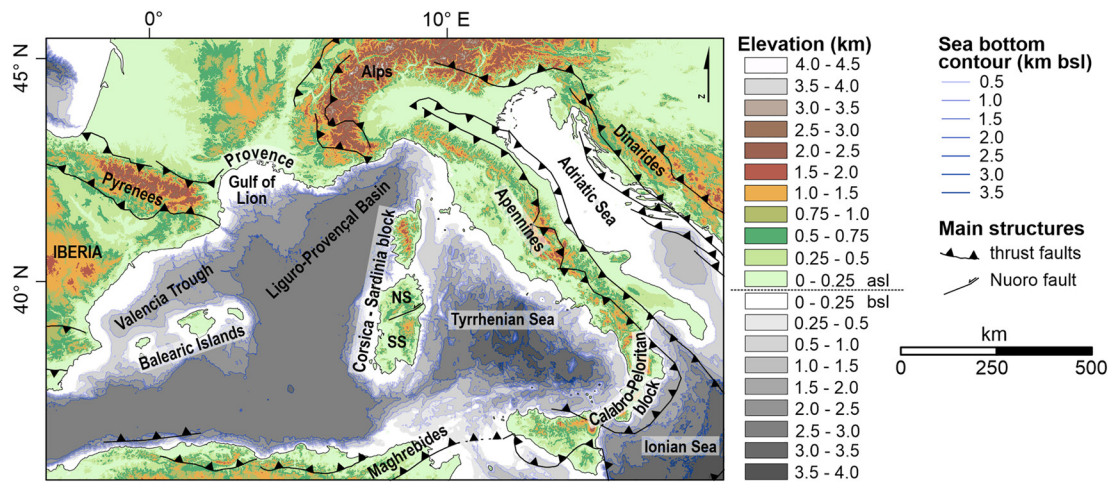 0°
10° E
45° N
40° N
Alps
Provence
Gulf of
Lion
Pyrenees
IBERIA
Valencia Trough
Balearic Islands
Liguro-Provencal Basin
Corsica - Sardinia block
NS
SS
Apennines
Adriatic Sea
Dinarides
Tyrrhenian Sea
Calabro-Peloritan
block
Ionian Sea
Maghrebides
N
Elevation (km)
4.0 - 4.5
3.5 - 4.0
3.0 - 3.5
2.5 - 3.0
2.0 - 2.5
1.5 - 2.0
1.0 - 1.5
0.75 - 1.0
0.5 - 0.75
0.25 - 0.5
0 - 0.25 asl
0 - 0.25 bsl
0.25 - 0.5
0.5 - 1.0
1.0 - 1.5
1.5 - 2.0
2.0 - 2.5
2.5 - 3.0
3.0 - 3.5
3.5 - 4.0
Sea bottom
contour (km bsl)
0.5
1.0
1.5
2.0
2.5
3.0
3.5
Main structures
thrust faults
Nuoro fault
km
0 250 500